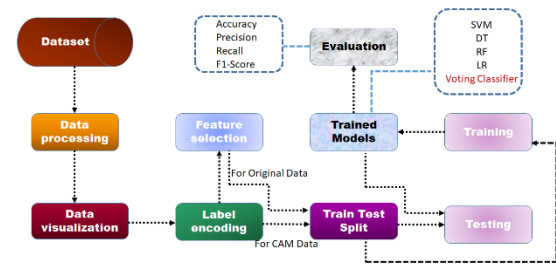 Dataset
Accuracy
Precision
Recall
F1-Score
Evaluation
SVM
DT
RF
LR
Voting Classifier
Data
processing
Feature
selection
Trained
Models
Training
For Original Data
Data
visualization
Label
encoding
Train Test
Split
Testing
For CAM Data